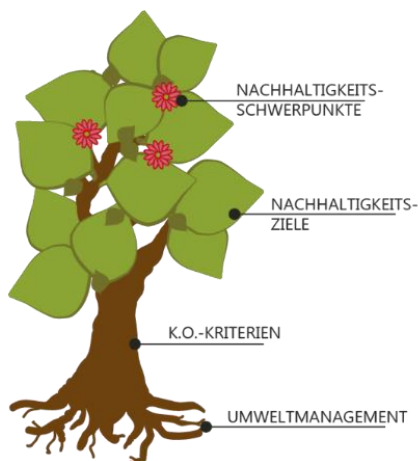 NACHHALTIGKEITS-
SCHWERPUNKTE
NACHHALTIGKEITS-
ZIELE
K.O.-KRITERIEN
UMWELTMANAGEMENT